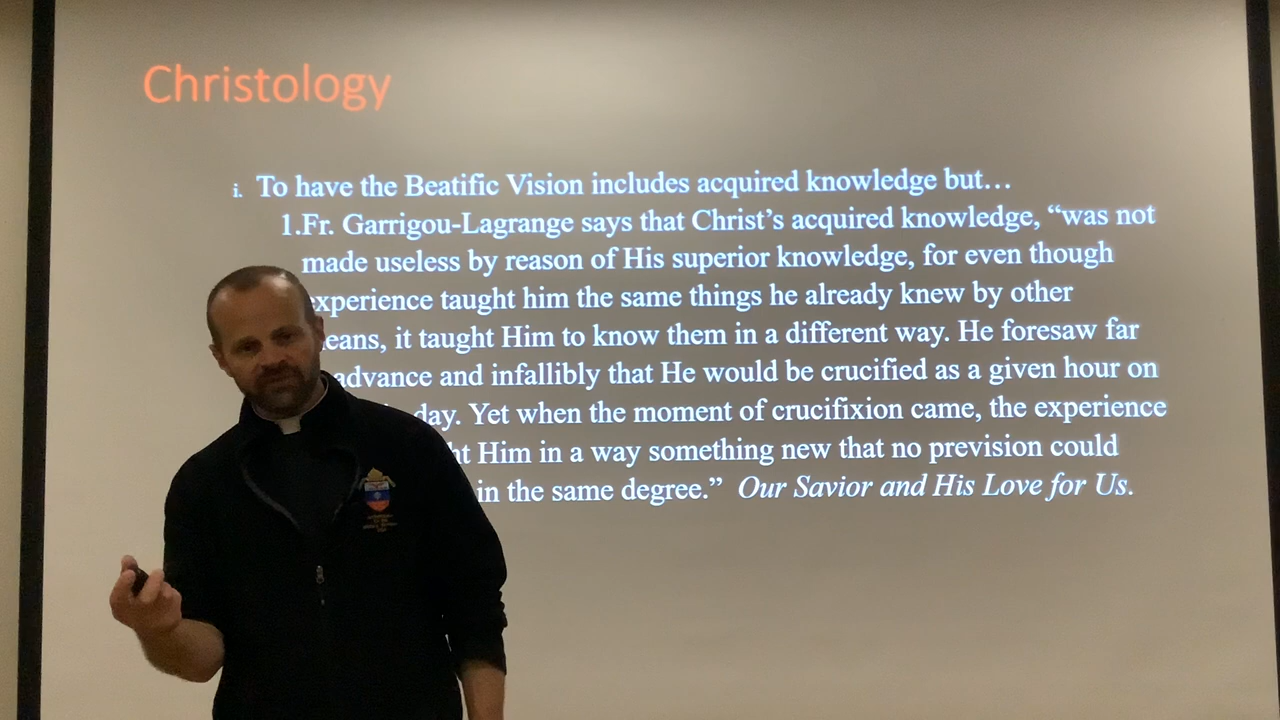 Christology
i. To have the Beatific Vision includes acquired knowledge but…
1.Fr. Garrigou-Lagrange says that Christ’s acquired knowledge, “was not
made useless by reason of His superior knowledge, for even though
experience taught him the same things he already knew by other
means, it taught Him to know them in a different way. He foresaw far
advance and infallibly that He would be crucified as a given hour on
day. Yet when the moment of crucifixion came, the experience
Him in a way something new that no prevision could
in the same degree.” Our Savior and His Love for Us.